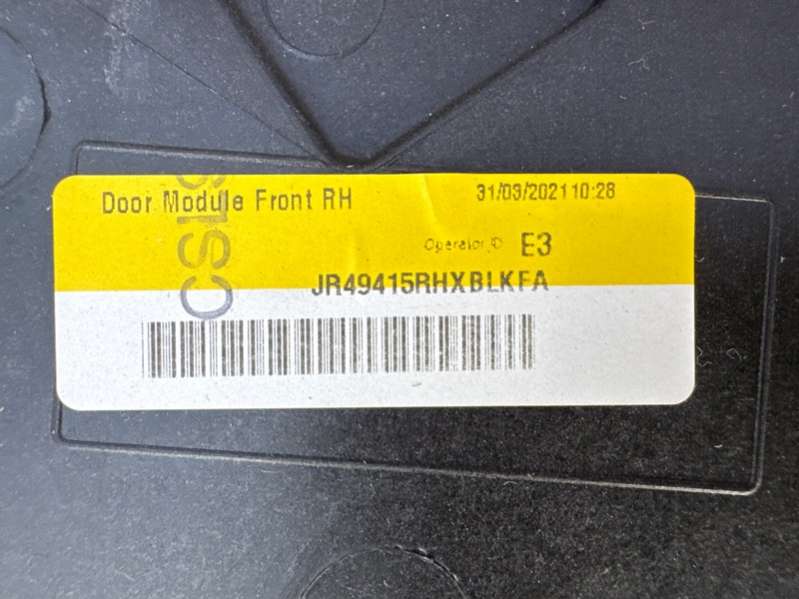 Door Module Front RH
31/03/2021 10:28
Operator ID E3
JR49415RHXBLKFA